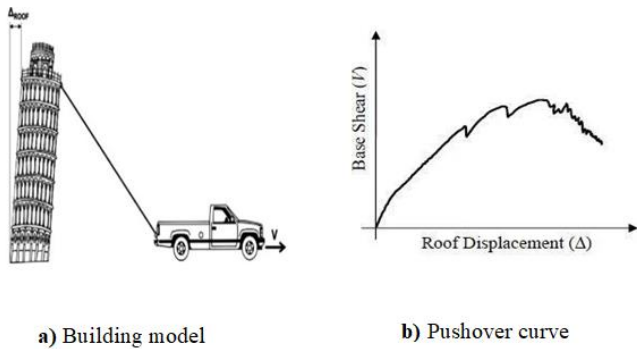 Δ_ROOF
V
a) Building model
Base Shear (V)
Roof Displacement (Δ)
b) Pushover curve